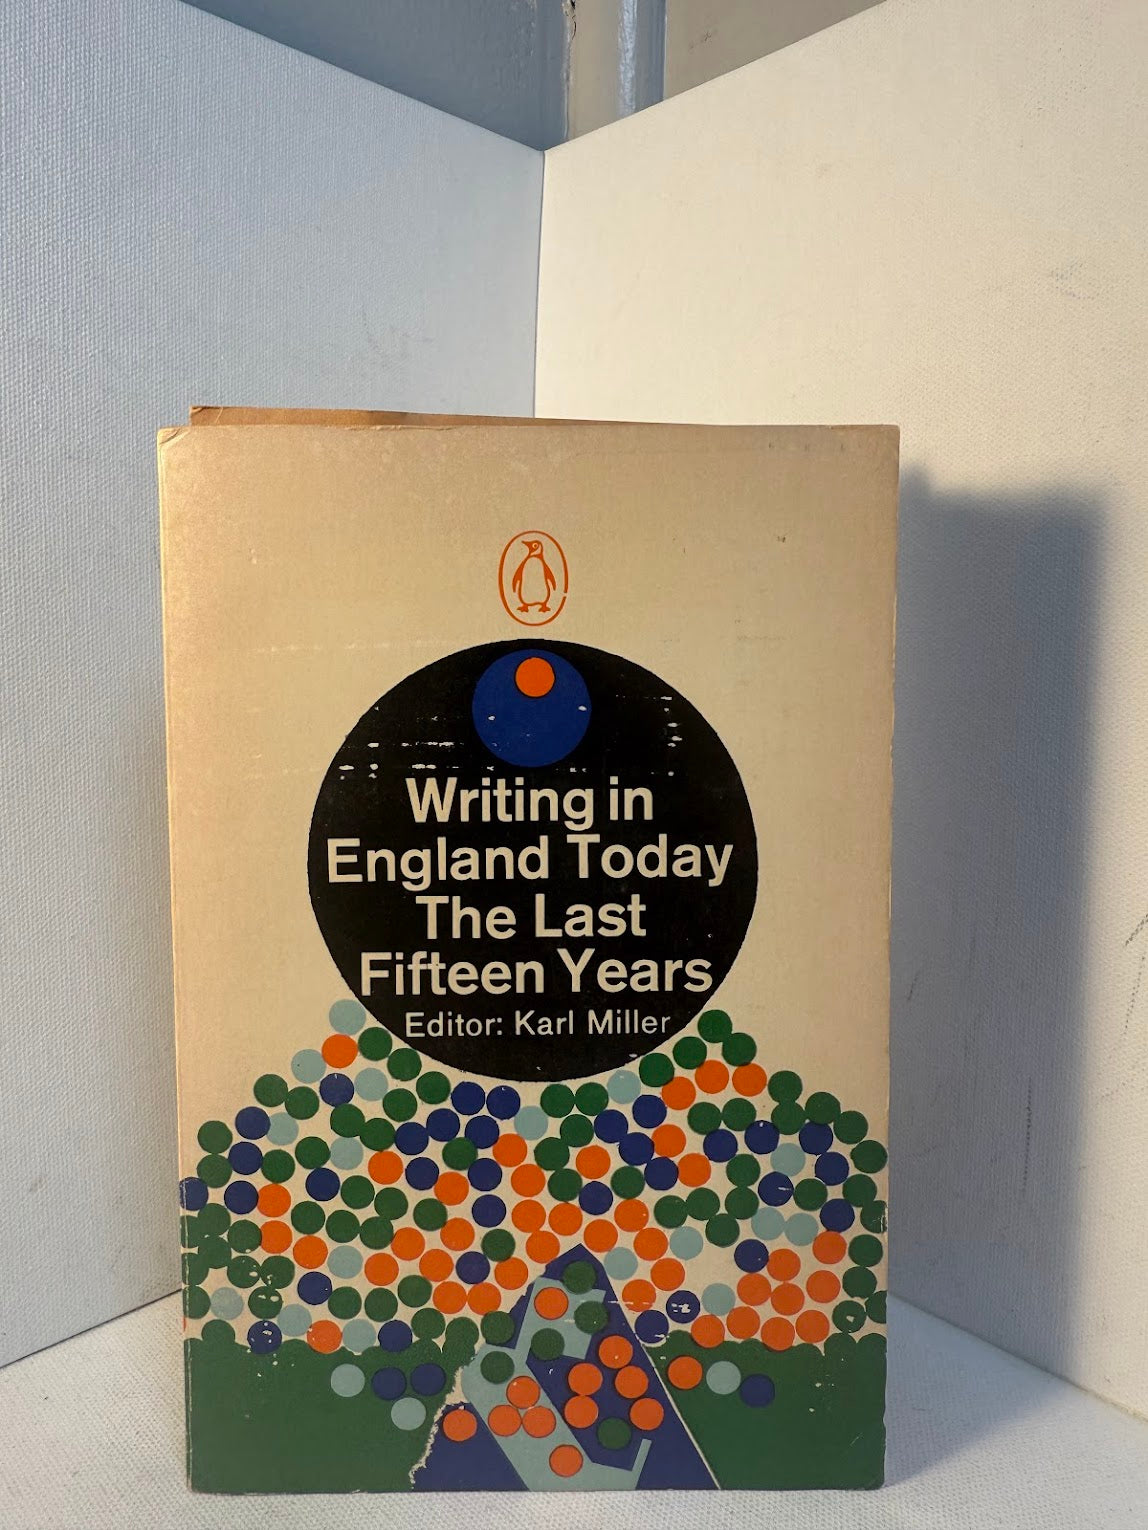 Writing in
England Today
The Last
Fifteen Years
Editor: Karl Miller